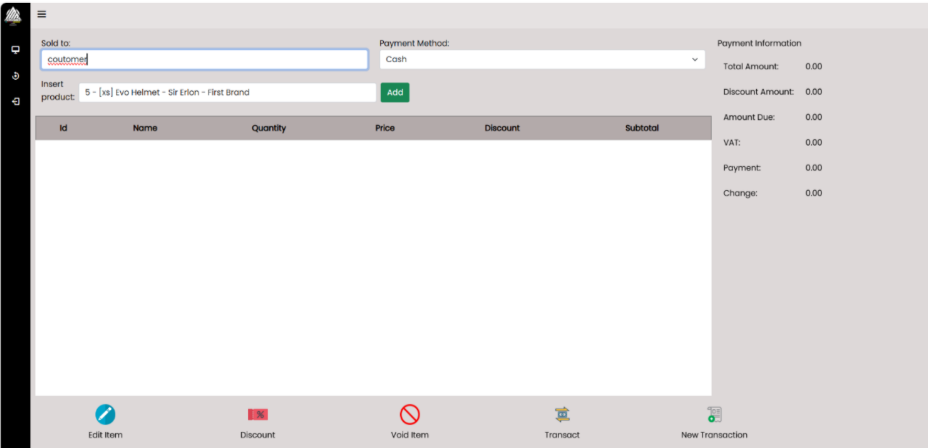 Sold to:
Payment Method:
Payment Information
coutomer
Cash
Total Amount: 0.00
Insert product:
5 - [xs] Evo Helmet - Sir Erlon - First Brand
Add
Discount Amount: 0.00
Amount Due: 0.00
Id Name Quantity Price Discount Subtotal
VAT: 0.00
Payment: 0.00
Change: 0.00
Edit Item
Discount
Void Item
Transact
New Transaction